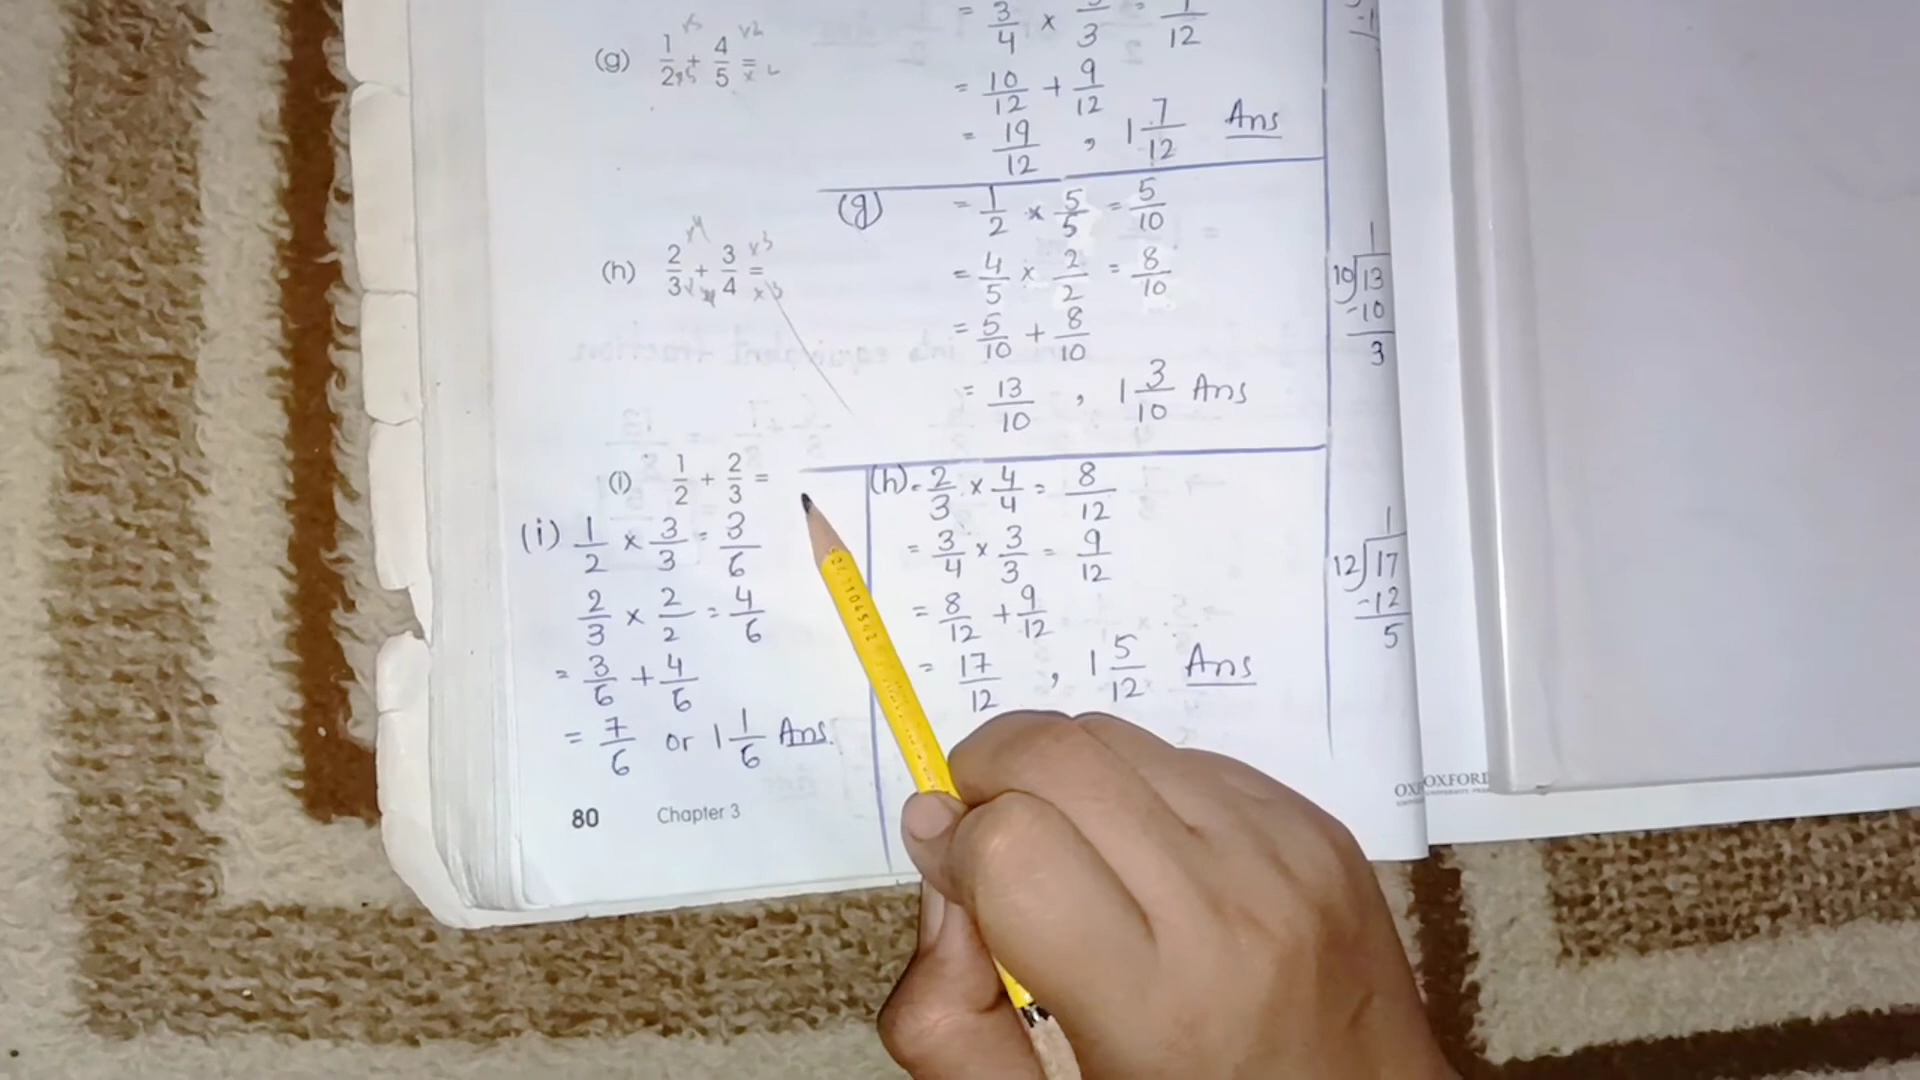 = 3/4 × 3/3 = /12
(g) 1/2 + 4/5 =
= 10/12 + 9/12
= 19/12 , 1 7/12 Ans
(g) = 1/2 × 5/5 = 5/10
(h) 2/3 + 3/4 =
= 4/5 × 2/2 = 8/10
= 5/10 + 8/10
= 13/10 , 1 3/10 Ans
1
10)13
-10
3
(i) 1/2 + 2/3 =
(i) 1/2 × 3/3 = 3/6
2/3 × 2/2 = 4/6
= 3/6 + 4/6
= 7/6 or 1 1/6 Ans.
(h) = 2/3 × 4/4 = 8/12
= 3/4 × 3/3 = 9/12
= 8/12 + 9/12
= 17/12 , 1 5/12 Ans
1
12)17
-12
5
80 Chapter 3
OXFORD